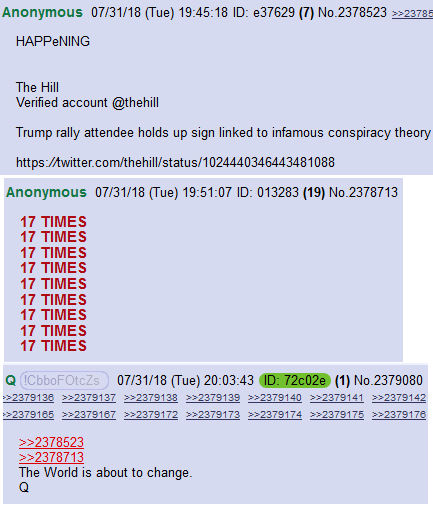 Anonymous 07/31/18 (Tue) 19:45:18 ID: e37629 (7) No.2378523 >>2378
HAPPeNING
The Hill
Verified account @thehill
Trump rally attendee holds up sign linked to infamous conspiracy theory
https://twitter.com/thehill/status/1024440346443481088
Anonymous 07/31/18 (Tue) 19:51:07 ID: 013283 (19) No.2378713
17 TIMES
17 TIMES
17 TIMES
17 TIMES
17 TIMES
17 TIMES
17 TIMES
17 TIMES
17 TIMES
Q !CbboFOtcZs 07/31/18 (Tue) 20:03:43 ID: 72c02e (1) No.2379080
>>2379136 >>2379137 >>2379138 >>2379139 >>2379140 >>2379141 >>2379142
>>2379165 >>2379167 >>2379172 >>2379173 >>2379174 >>2379175 >>2379176
>>2378523
>>2378713
The World is about to change.
Q